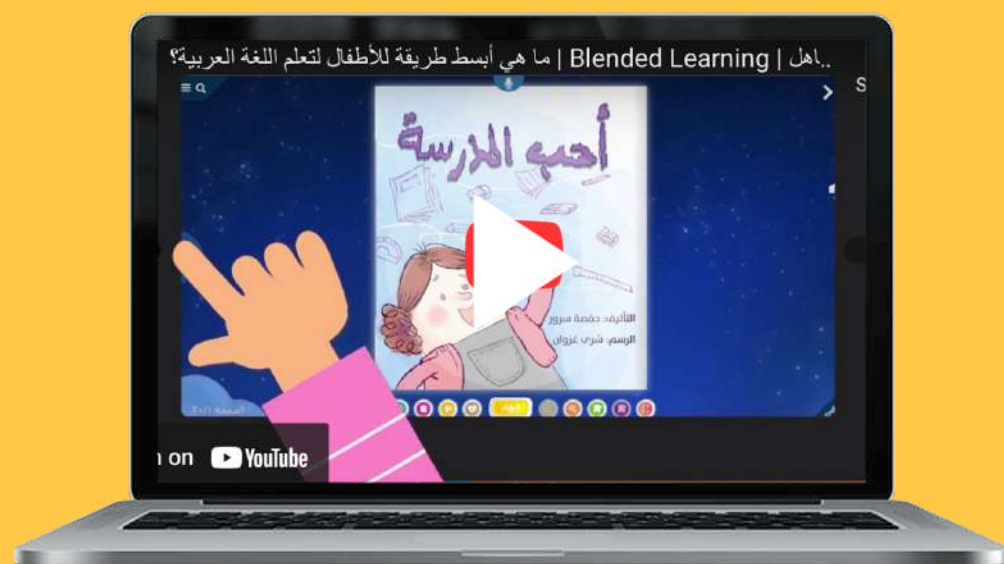 ما هي أبسط طريقة للأطفال لتعلم اللغة العربية؟ | Blended Learning | اهل..
S
أحب المدرسة
التأليف: حفصة سرور
الرسم: شرى غزوان
on YouTube